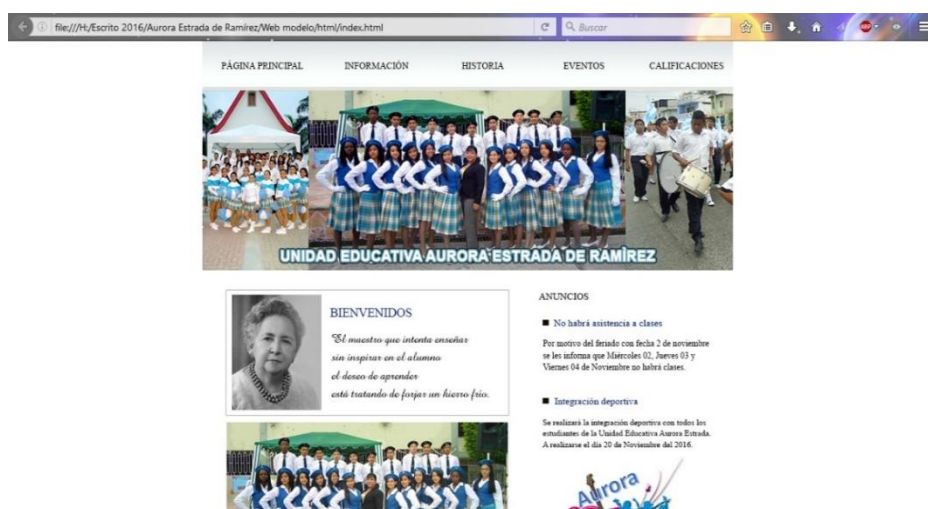 file:///H:/Escrito 2016/Aurora Estrada de Ramírez/Web modelo/html/index.html
Buscar
PÁGINA PRINCIPAL INFORMACIÓN HISTORIA EVENTOS CALIFICACIONES
UNIDAD EDUCATIVA AURORA ESTRADA DE RAMÍREZ
BIENVENIDOS
El maestro que intenta enseñar
sin inspirar en el alumno
el deseo de aprender
está tratando de forjar un hierro frío.
ANUNCIOS
No habrá asistencia a clases
Por motivo del feriado con fecha 2 de noviembre
se les informa que Miércoles 02, Jueves 03 y
Viernes 04 de Noviembre no habrá clases.
Integración deportiva
Se realizará la integración deportiva con todos los
estudiantes de la Unidad Educativa Aurora Estrada.
A realizarse el día 20 de Noviembre del 2016.
Aurora